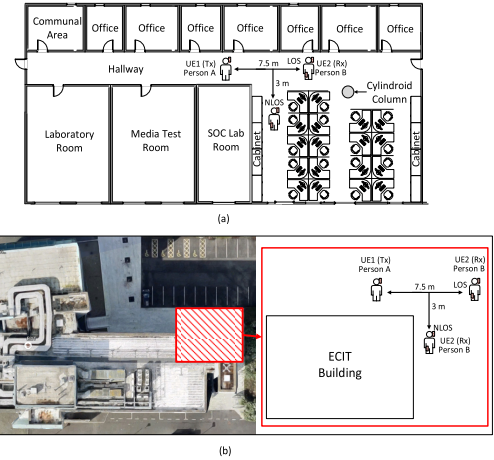 Communal
Area
Office
Office
Office
Office
Office
Office
Office
Hallway
UE1 (Tx)
Person A
7.5 m
LOS
UE2 (Rx)
Person B
3 m
NLOS
Cylindroid
Column
Laboratory
Room
Media Test
Room
SOC Lab
Room
Cabinet
Cabinet
(a)
UE1 (Tx)
Person A
UE2 (Rx)
Person B
7.5 m
LOS
3 m
NLOS
UE2 (Rx)
Person B
ECIT
Building
(b)